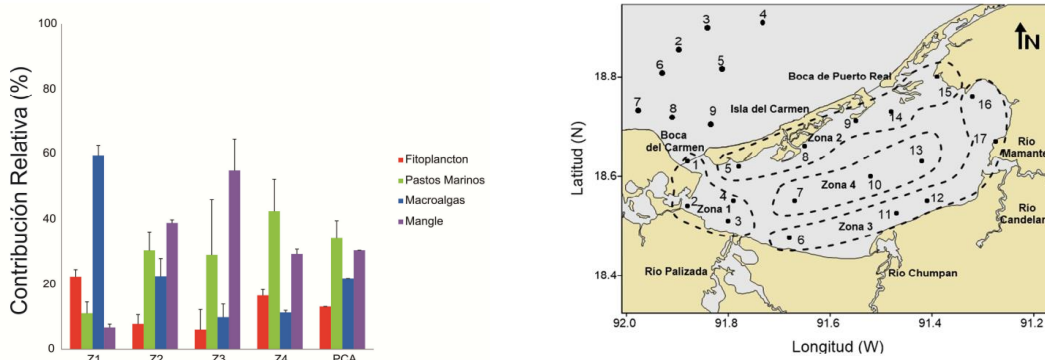 Contribución Relativa (%)
100
80
60
40
20
0
Z1
Z2
Z3
Z4
PCA
Fitoplancton
Pastos Marinos
Macroalgas
Mangle
Latitud (N)
18.8
18.6
18.4
92.0
91.8
91.6
91.4
91.2
Longitud (W)
N
3
4
2
5
6
7
8
9
Boca de Puerto Real
Isla del Carmen
Boca
del Carmen
Zona 2
Zona 1
Zona 4
Zona 3
1
2
3
4
5
6
7
8
9
10
11
12
13
14
15
16
17
Rio Palizada
Rio Chumpan
Rio
Mamante
Rio
Candelar